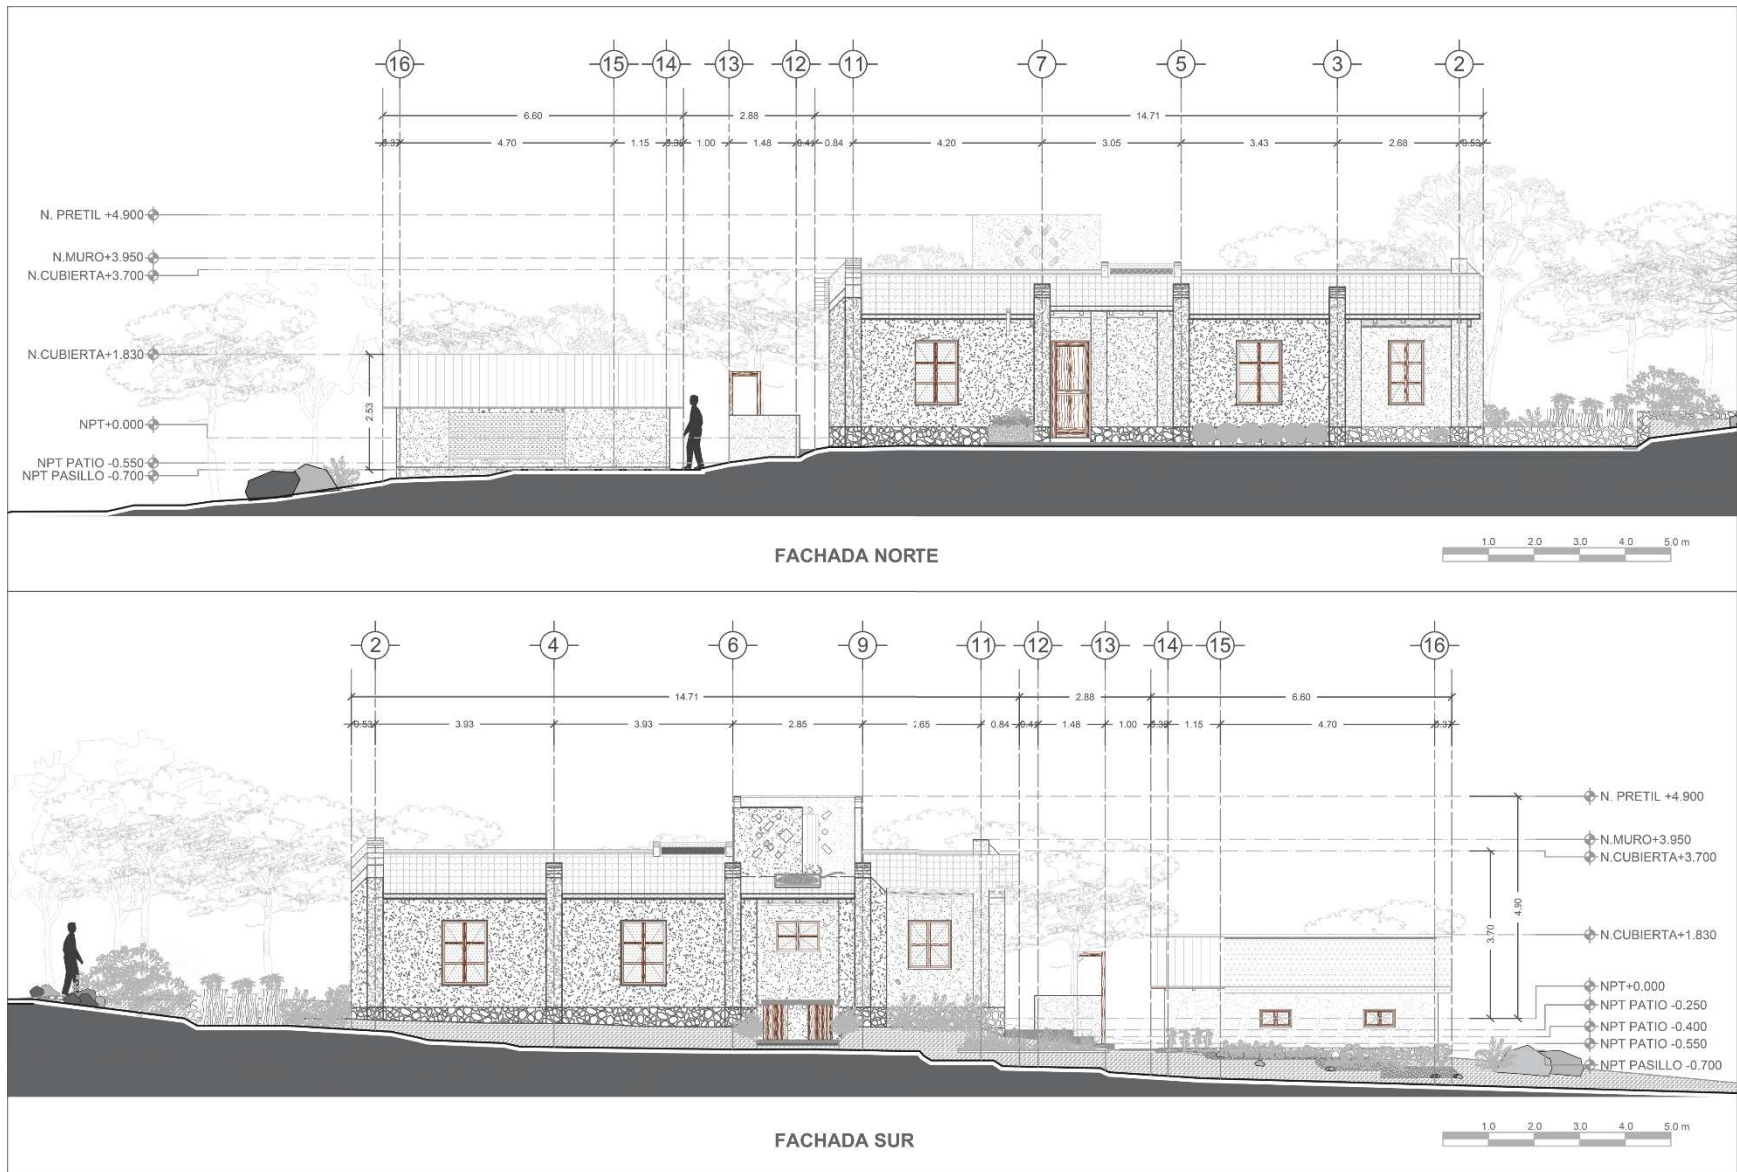 16 15 14 13 12 11 7 5 3 2
6.60 2.88 14.71
4.70 1.15 1.00 1.48 0.84 4.20 3.05 3.43 2.68 0.53
N. PRETIL +4.900
N.MURO+3.950
N.CUBIERTA+3.700
N.CUBIERTA+1.830
2.53
NPT+0.000
NPT PATIO -0.550
NPT PASILLO -0.700
FACHADA NORTE
1.0 2.0 3.0 4.0 5.0 m
2 4 6 9 11 12 13 14 15 16
14.71 2.88 6.60
0.53 3.93 3.93 2.85 .65 0.84 1.48 1.00 1.15 4.70
N. PRETIL +4.900
N.MURO+3.950
N.CUBIERTA+3.700
4.90
3.70
N.CUBIERTA+1.830
NPT+0.000
NPT PATIO -0.250
NPT PATIO -0.400
NPT PATIO -0.550
NPT PASILLO -0.700
FACHADA SUR
1.0 2.0 3.0 4.0 5.0 m